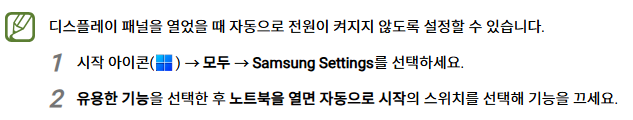 디스플레이 패널을 열었을 때 자동으로 전원이 켜지지 않도록 설정할 수 있습니다.
1 시작 아이콘( ) → 모두 → Samsung Settings를 선택하세요.
2 유용한 기능을 선택한 후 노트북을 열면 자동으로 시작의 스위치를 선택해 기능을 끄세요.